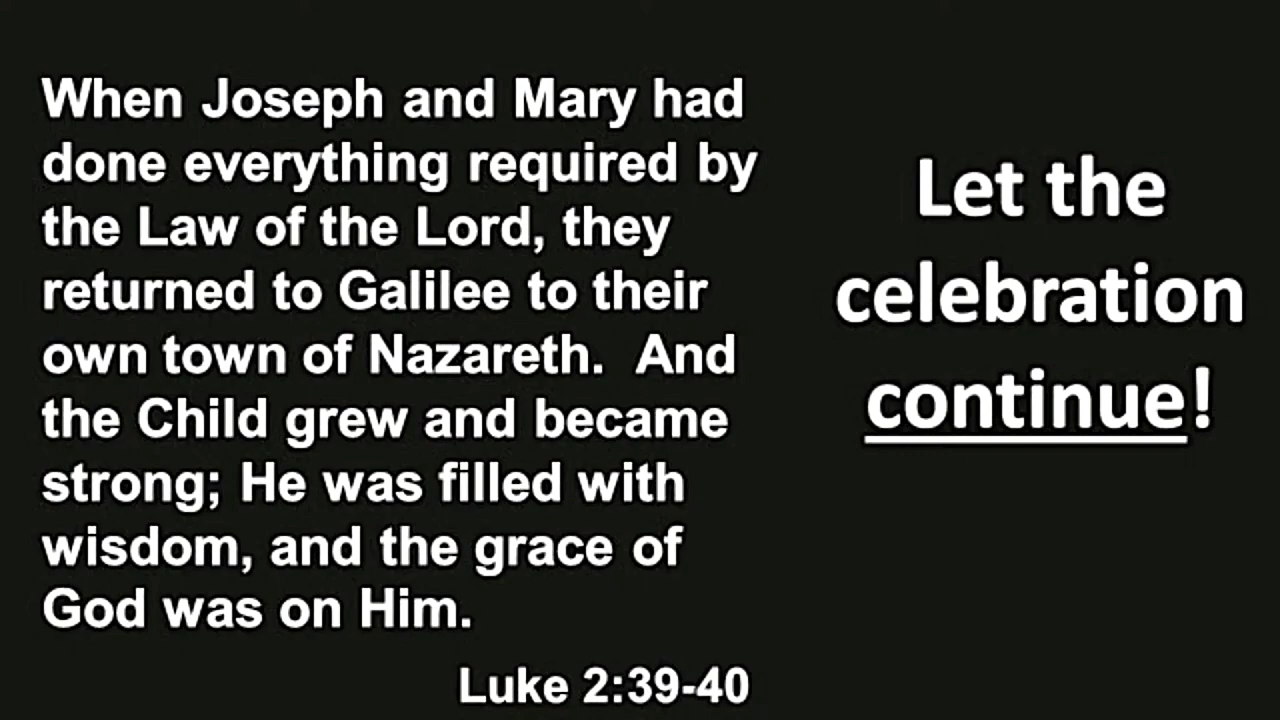 When Joseph and Mary had
done everything required by
the Law of the Lord, they
returned to Galilee to their
own town of Nazareth.  And
the Child grew and became
strong; He was filled with
wisdom, and the grace of
God was on Him.
Luke 2:39-40
Let the
celebration
continue!